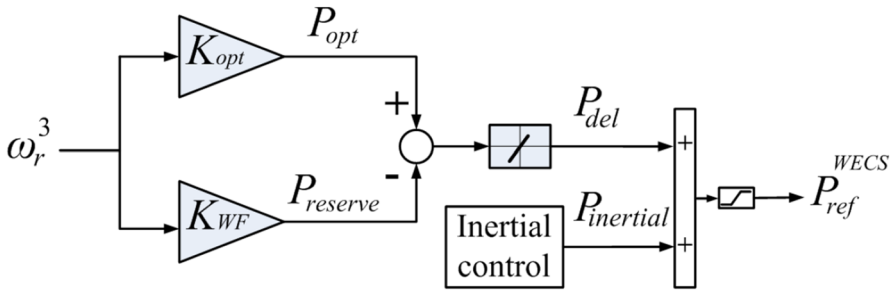 K_opt
P_opt
+
ω_r^3
-
K_WF
P_reserve
P_del
+
Inertial
control
P_inertial
+
P_ref^WECS